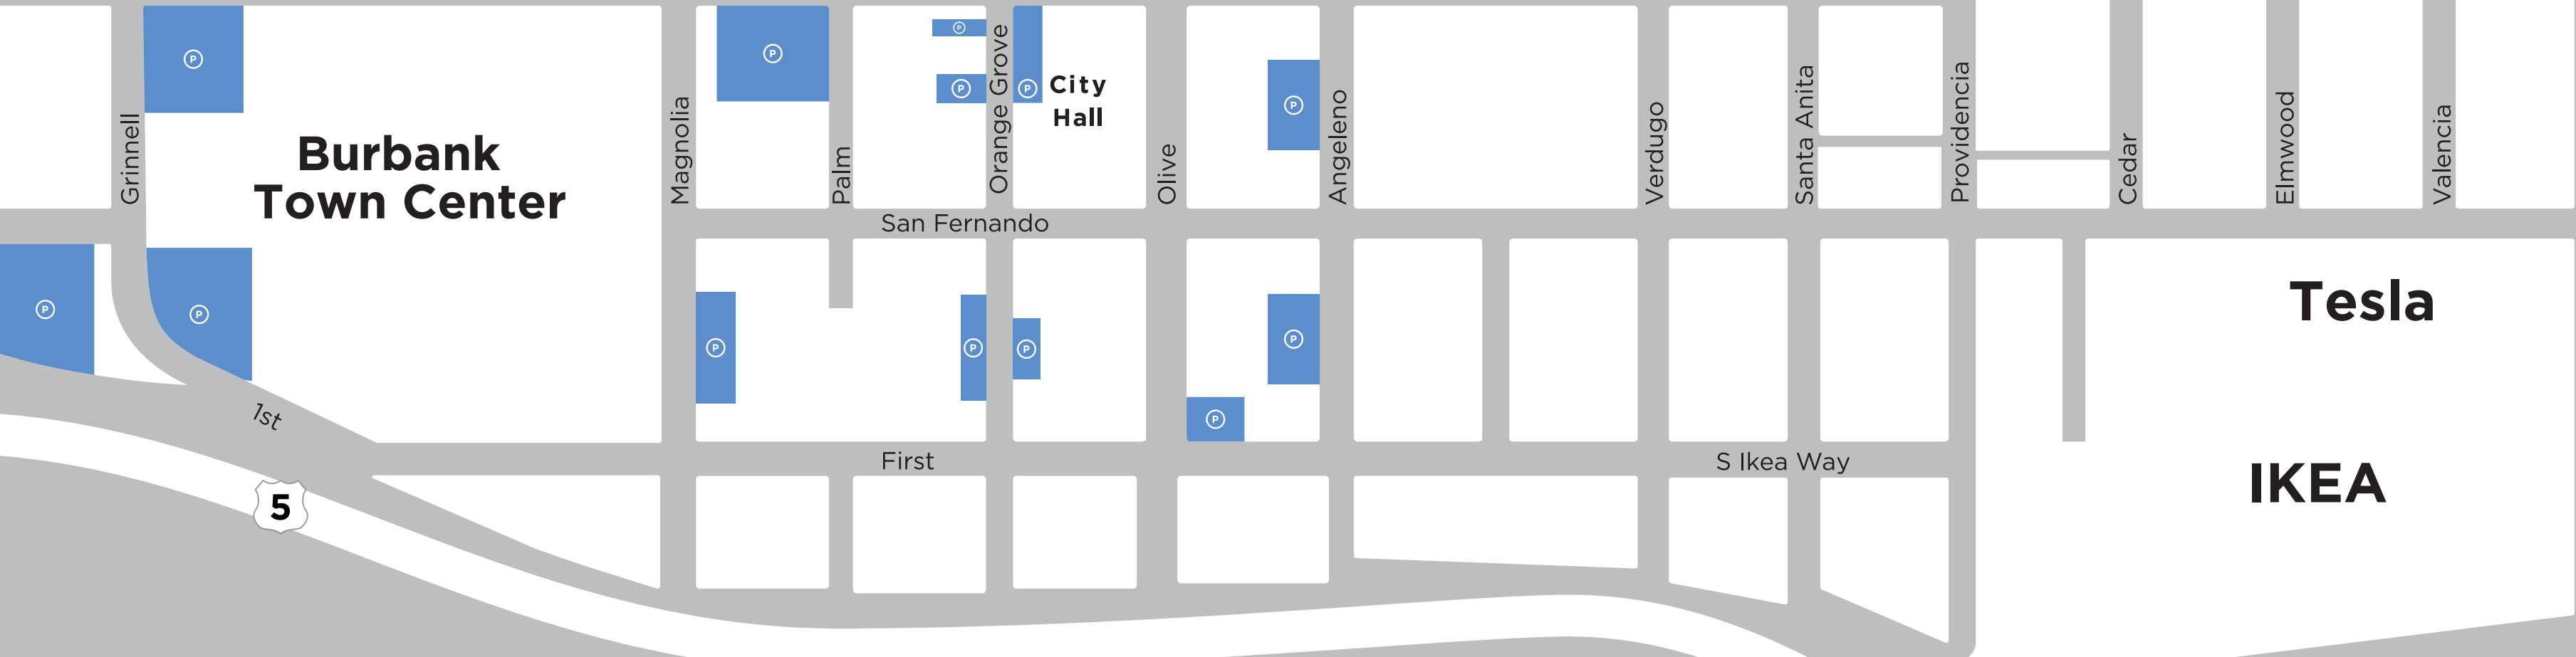 P
P
P
Orange Grove
P
City
Hall
P
P
P
Grinnell
Burbank
Town Center
Magnolia
Palm
Olive
Angeleno
Verdugo
Santa Anita
Providencia
Cedar
Elmwood
Valencia
San Fernando
P
P
P
P
P
P
Tesla
1st
P
First
S Ikea Way
IKEA
5